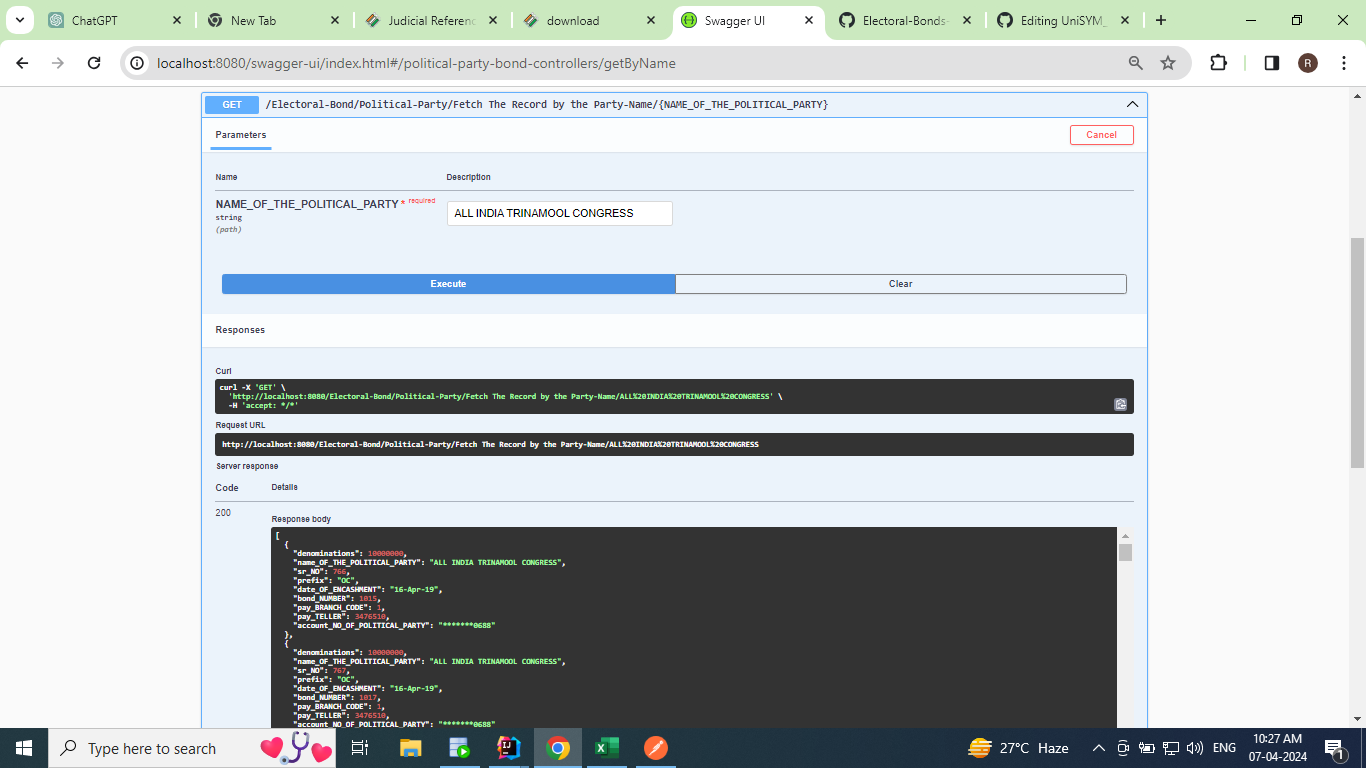 ChatGPT
New Tab
Judicial Referenc
download
Swagger UI
Electoral-Bonds-
Editing UniSYM_
localhost:8080/swagger-ui/index.html#/political-party-bond-controllers/getByName
R
GET /Electoral-Bond/Political-Party/Fetch The Record by the Party-Name/{NAME_OF_THE_POLITICAL_PARTY}
Parameters
Cancel
Name Description
NAME_OF_THE_POLITICAL_PARTY * required
string
(path)
ALL INDIA TRINAMOOL CONGRESS
Execute
Clear
Responses
Curl
curl -X 'GET' \
'http://localhost:8080/Electoral-Bond/Political-Party/Fetch The Record by the Party-Name/ALL%20INDIA%20TRINAMOOL%20CONGRESS' \
-H 'accept: */*'
Request URL
http://localhost:8080/Electoral-Bond/Political-Party/Fetch The Record by the Party-Name/ALL%20INDIA%20TRINAMOOL%20CONGRESS
Server response
Code Details
200
Response body
[
{
"denominations": 10000000,
"name_OF_THE_POLITICAL_PARTY": "ALL INDIA TRINAMOOL CONGRESS",
"sr_NO": 766,
"prefix": "OC",
"date_OF_ENCASHMENT": "16-Apr-19",
"bond_NUMBER": 1015,
"pay_BRANCH_CODE": 1,
"pay_TELLER": 3476510,
"account_NO_OF_POLITICAL_PARTY": "*******0688"
},
{
"denominations": 10000000,
"name_OF_THE_POLITICAL_PARTY": "ALL INDIA TRINAMOOL CONGRESS",
"sr_NO": 767,
"prefix": "OC",
"date_OF_ENCASHMENT": "16-Apr-19",
"bond_NUMBER": 1017,
"pay_BRANCH_CODE": 1,
"pay_TELLER": 3476510,
"account_NO_OF_POLITICAL_PARTY": "*******0688"
Type here to search
27°C Haze
ENG
10:27 AM
07-04-2024
1